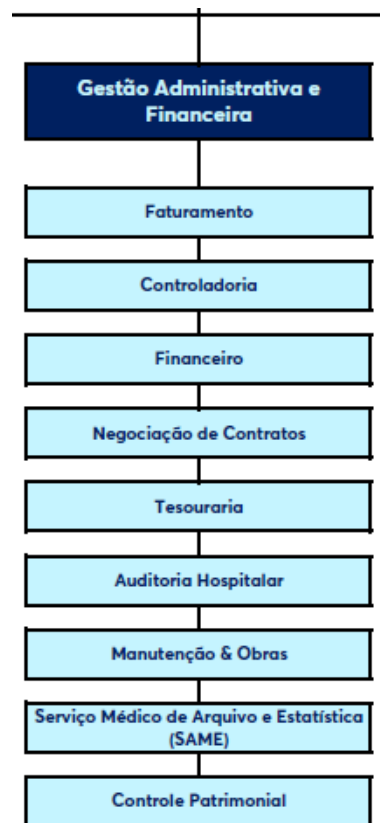 Gestão Administrativa e
Financeira
Faturamento
Controladoria
Financeiro
Negociação de Contratos
Tesouraria
Auditoria Hospitalar
Manutenção & Obras
Serviço Médico de Arquivo e Estatística
(SAME)
Controle Patrimonial